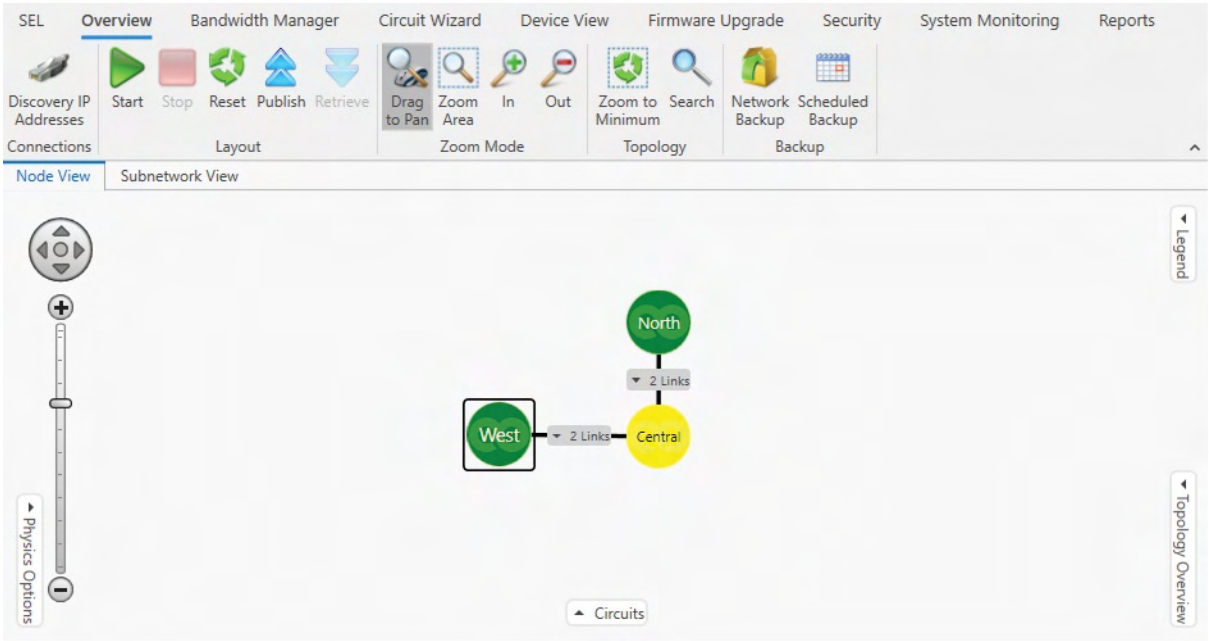 SEL Overview Bandwidth Manager Circuit Wizard Device View Firmware Upgrade Security System Monitoring Reports
Discovery IP Addresses
Start Stop Reset Publish Retrieve
Drag to Pan
Zoom Area
In Out
Zoom to Minimum
Search
Network Backup
Scheduled Backup
Connections Layout Zoom Mode Topology Backup
Node View Subnetwork View
Legend
North
2 Links
West 2 Links Central
Physics Options
Topology Overview
Circuits